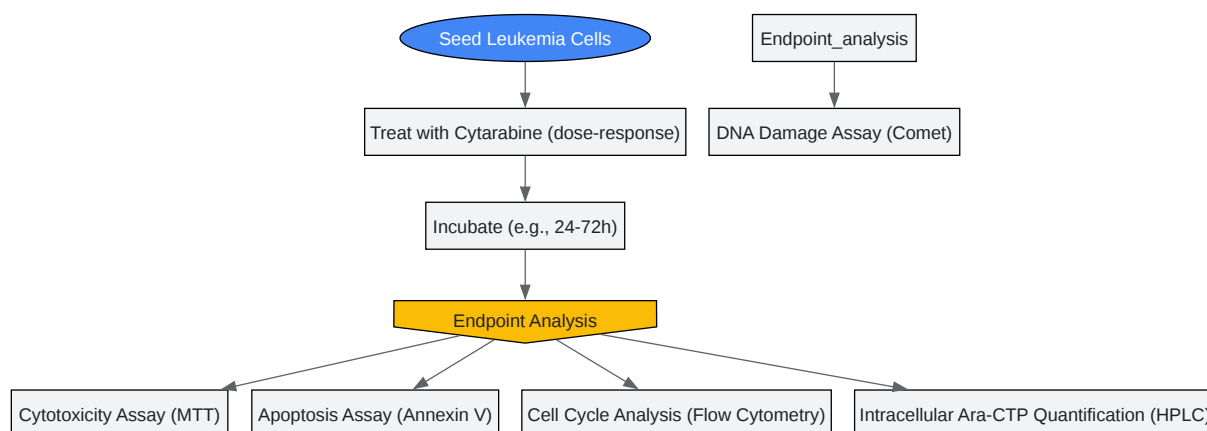 Seed Leukemia Cells
Endpoint_analysis
Treat with Cytarabine (dose-response)
DNA Damage Assay (Comet)
Incubate (e.g., 24-72h)
Endpoint Analysis
Cytotoxicity Assay (MTT)
Apoptosis Assay (Annexin V)
Cell Cycle Analysis (Flow Cytometry)
Intracellular Ara-CTP Quantification (HPLC)